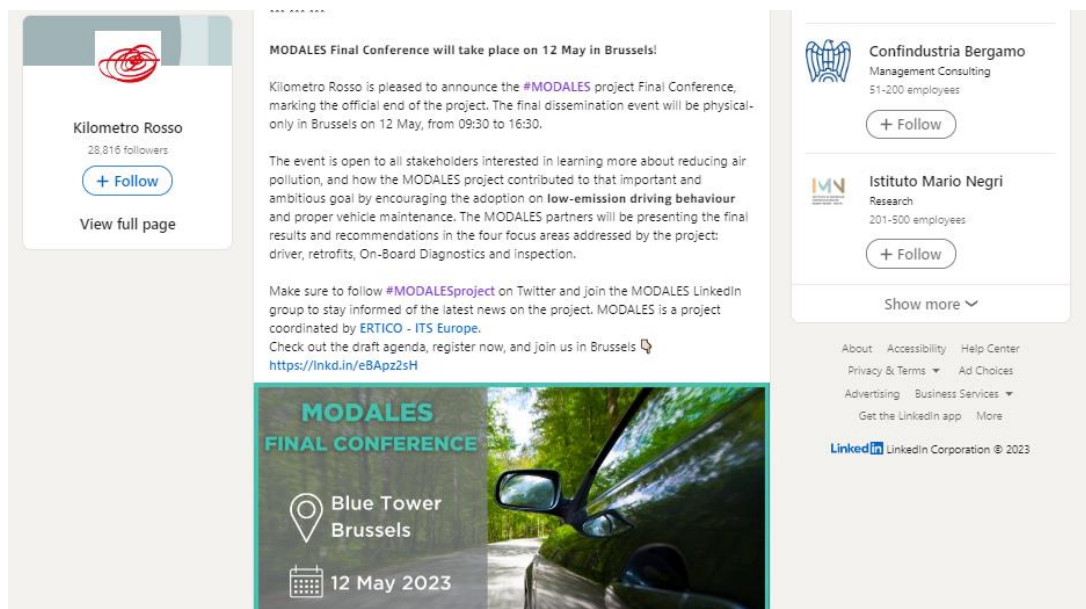 Kilometro Rosso
28,816 followers
+ Follow
View full page
MODALES Final Conference will take place on 12 May in Brussels!
Kilometro Rosso is pleased to announce the #MODALES project Final Conference,
marking the official end of the project. The final dissemination event will be physical-
only in Brussels on 12 May, from 09:30 to 16:30.
The event is open to all stakeholders interested in learning more about reducing air
pollution, and how the MODALES project contributed to that important and
ambitious goal by encouraging the adoption on low-emission driving behaviour
and proper vehicle maintenance. The MODALES partners will be presenting the final
results and recommendations in the four focus areas addressed by the project:
driver, retrofits, On-Board Diagnostics and inspection.
Make sure to follow #MODALESproject on Twitter and join the MODALES LinkedIn
group to stay informed of the latest news on the project. MODALES is a project
coordinated by ERTICO - ITS Europe.
Check out the draft agenda, register now, and join us in Brussels 👇
https://lnkd.in/eBApz2sH
MODALES
FINAL CONFERENCE
Blue Tower
Brussels
12 May 2023
Confindustria Bergamo
Management Consulting
51-200 employees
+ Follow
Istituto Mario Negri
Research
201-500 employees
+ Follow
Show more
About Accessibility Help Center
Privacy & Terms Ad Choices
Advertising Business Services
Get the LinkedIn app More
LinkedIn LinkedIn Corporation © 2023